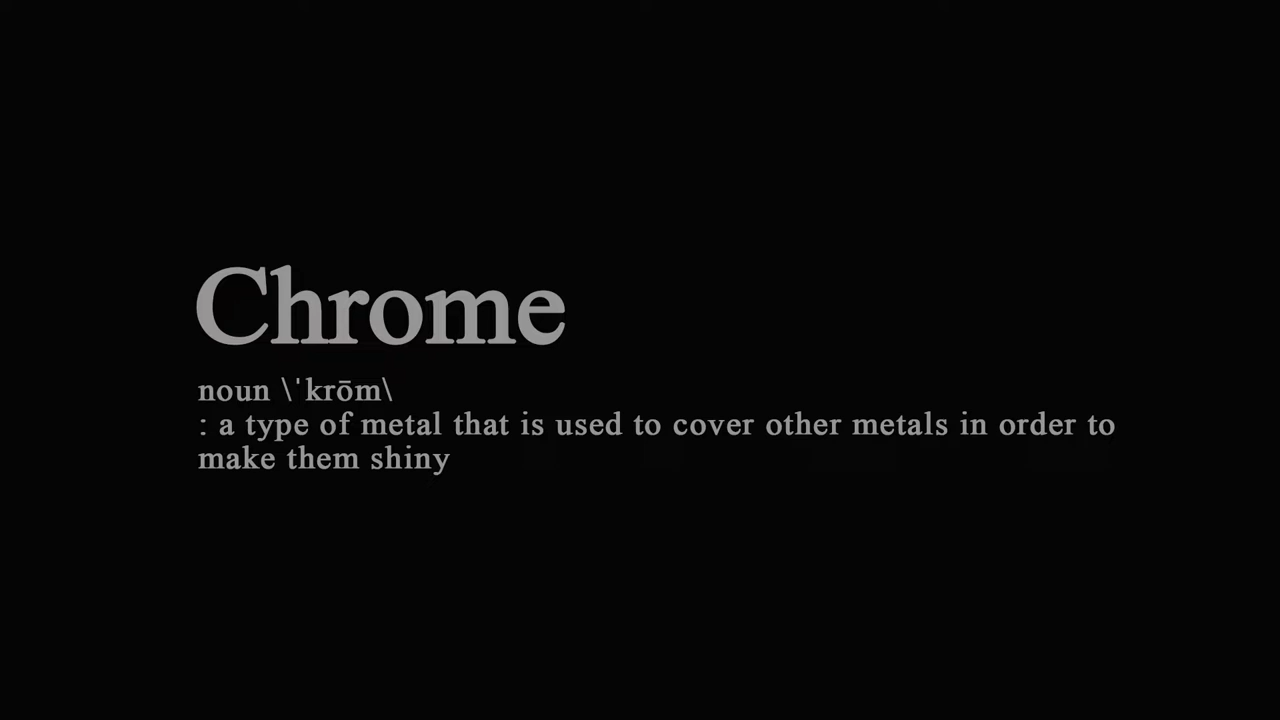 Chrome
noun \ˈkrōm\
: a type of metal that is used to cover other metals in order to
make them shiny